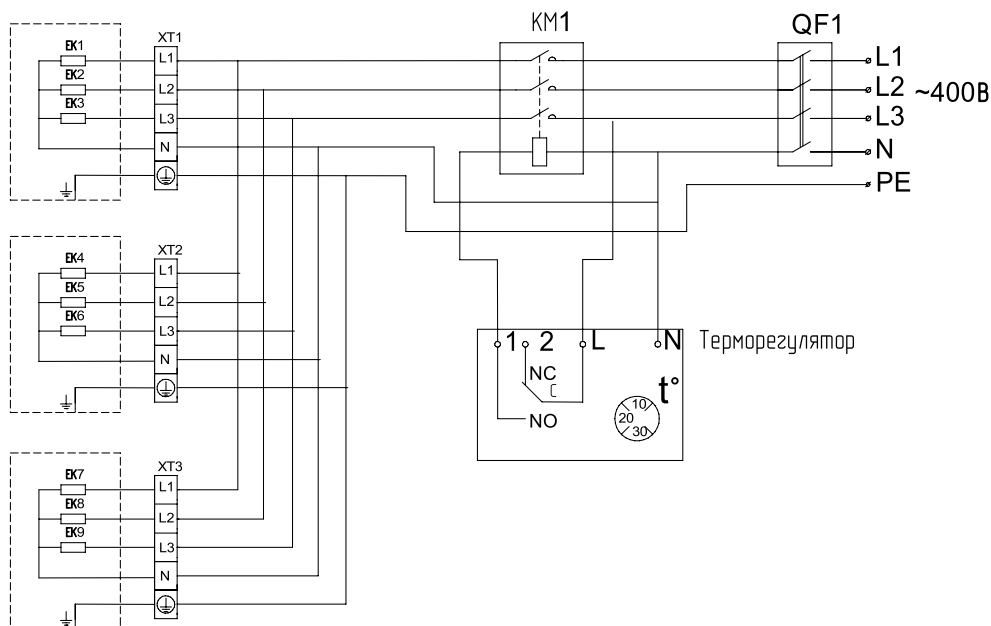 KM1
QF1
XT1
EK1
L1
L1
EK2
L2
L2 ~400В
EK3
L3
L3
N
N
PE
XT2
EK4
L1
EK5
L2
EK6
L3
N
1 2 L N Терморегулятор
NC
C
t°
NO
10
20
30
XT3
EK7
L1
EK8
L2
EK9
L3
N